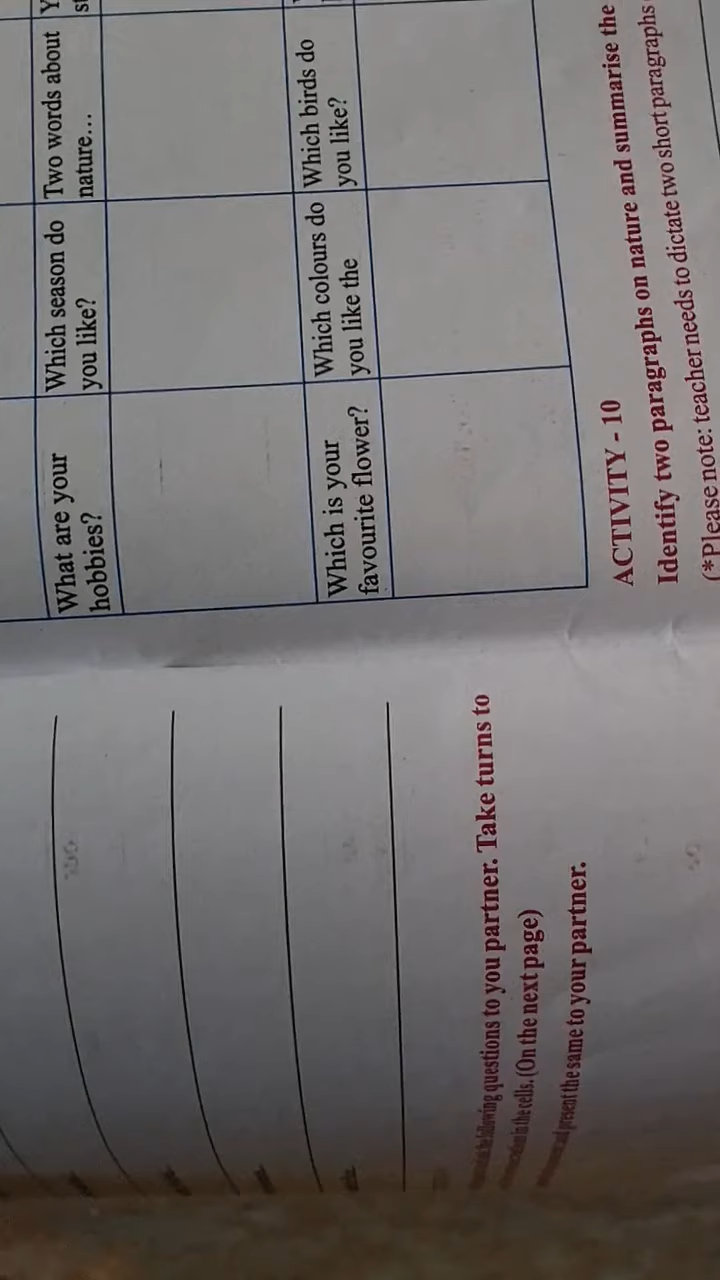 questions to you partner. Take turns to
in the cells. (On the next page)
present the same to your partner.
What are your
hobbies?
Which season do
you like?
Two words about
nature...
Which is your
favourite flower?
Which colours do
you like the
Which birds do
you like?
ACTIVITY - 10
Identify two paragraphs on nature and summarise the
(*Please note: teacher needs to dictate two short paragraphs